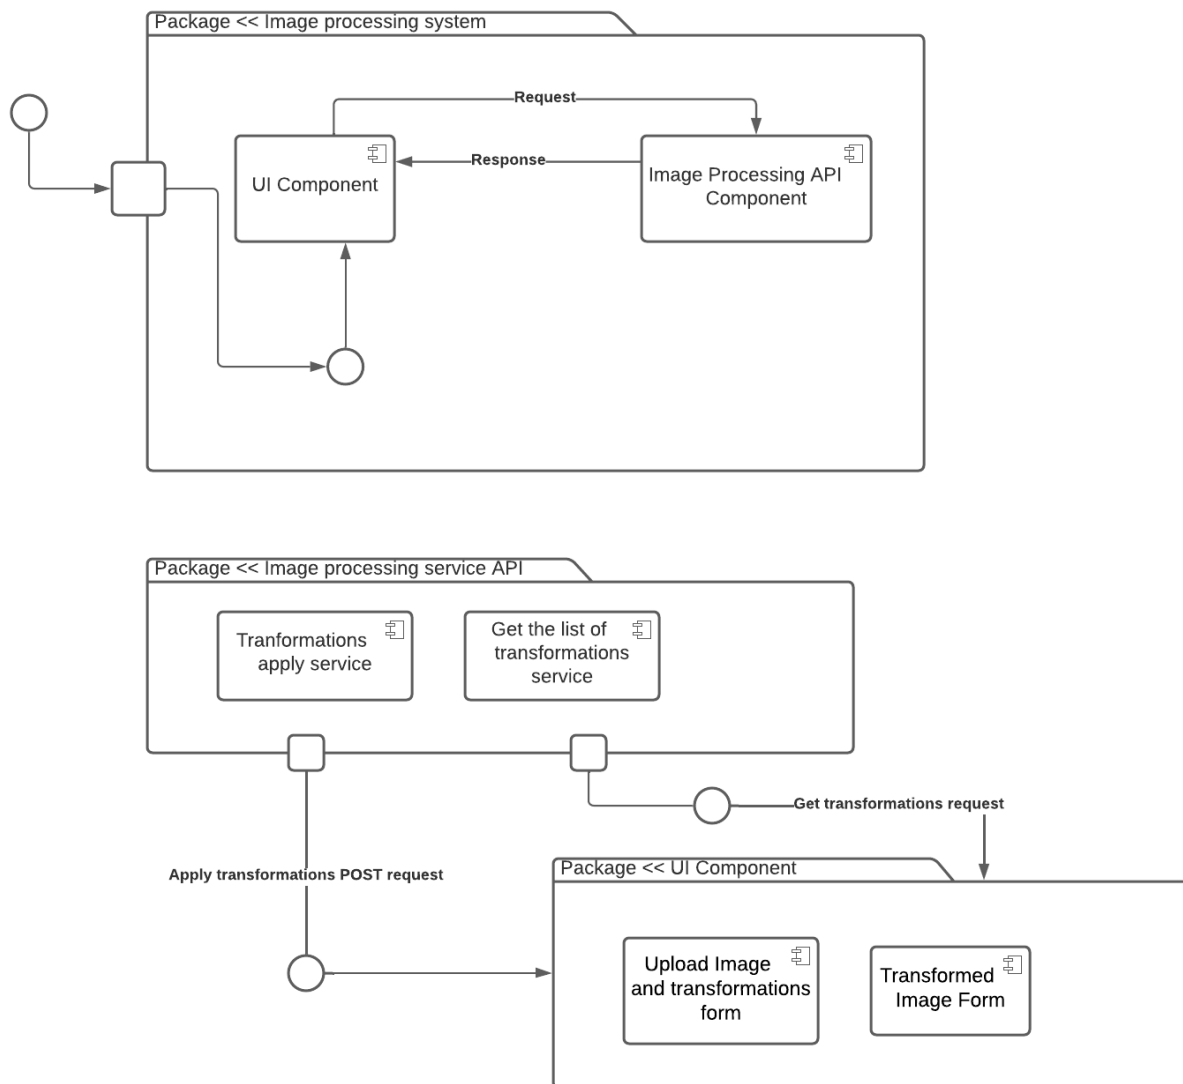 Package << Image processing system
Request
Response
UI Component
Image Processing API
Component
Package << Image processing service API
Tranformations
apply service
Get the list of
transformations
service
Get transformations request
Apply transformations POST request
Package << UI Component
Upload Image
and transformations
form
Transformed
Image Form